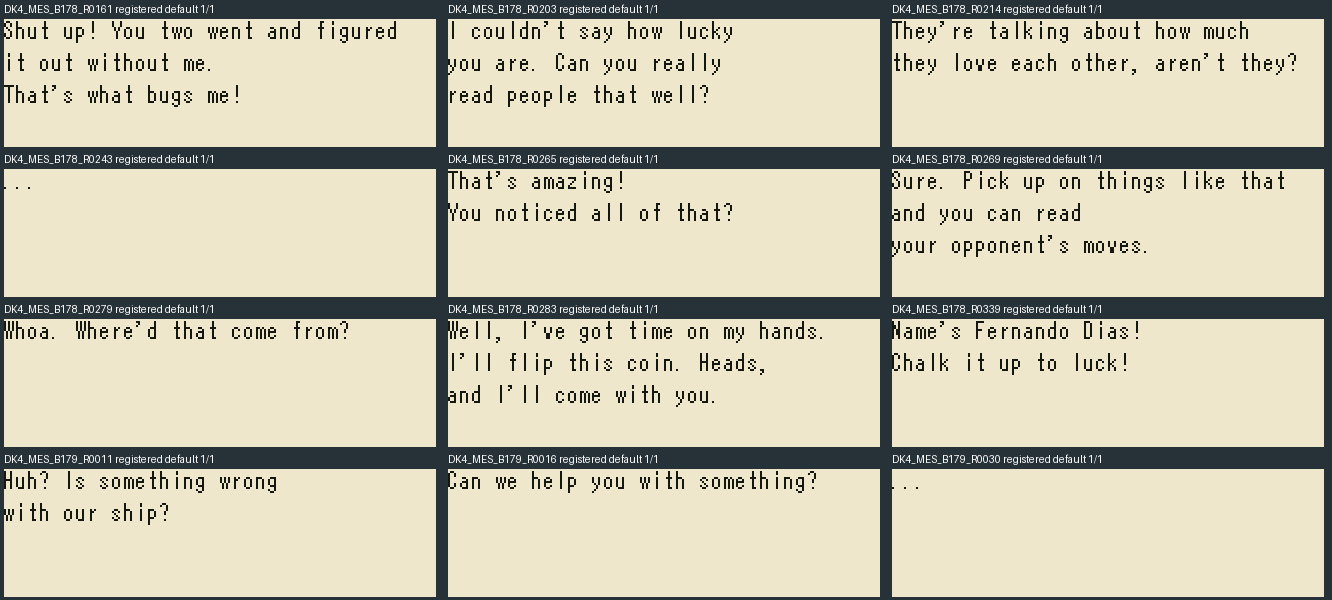 DK4_MES_B178_R0161 registered default 1/1
Shut up! You two went and figured
it out without me.
That's what bugs me!
DK4_MES_B178_R0203 registered default 1/1
I couldn't say how lucky
you are. Can you really
read people that well?
DK4_MES_B178_R0214 registered default 1/1
They're talking about how much
they love each other, aren't they?
DK4_MES_B178_R0243 registered default 1/1
...
DK4_MES_B178_R0265 registered default 1/1
That's amazing!
You noticed all of that?
DK4_MES_B178_R0269 registered default 1/1
Sure. Pick up on things like that
and you can read
your opponent's moves.
DK4_MES_B178_R0279 registered default 1/1
Whoa. Where'd that come from?
DK4_MES_B178_R0283 registered default 1/1
Well, I've got time on my hands.
I'll flip this coin. Heads,
and I'll come with you.
DK4_MES_B178_R0339 registered default 1/1
Name's Fernando Dias!
Chalk it up to luck!
DK4_MES_B179_R0011 registered default 1/1
Huh? Is something wrong
with our ship?
DK4_MES_B179_R0016 registered default 1/1
Can we help you with something?
DK4_MES_B179_R0030 registered default 1/1
...